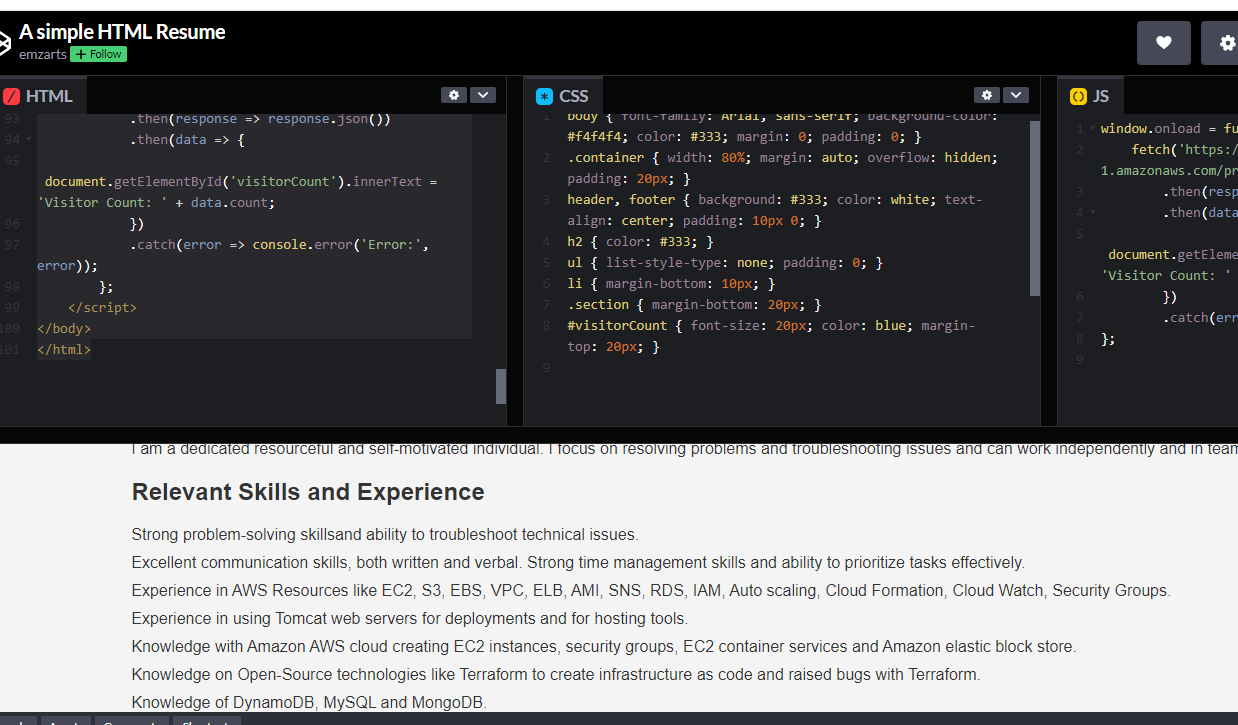 A simple HTML Resume
emzarts + Follow
HTML
93 .then(response => response.json())
94 .then(data => {
95
document.getElementById('visitorCount').innerText =
'Visitor Count: ' + data.count;
96 })
97 .catch(error => console.error('Error:',
error));
98 };
99 </script>
100 </body>
101 </html>
CSS
1 body { font-family: Arial, sans-serif; background-color:
#f4f4f4; color: #333; margin: 0; padding: 0; }
2 .container { width: 80%; margin: auto; overflow: hidden;
padding: 20px; }
3 header, footer { background: #333; color: white; text-
align: center; padding: 10px 0; }
4 h2 { color: #333; }
5 ul { list-style-type: none; padding: 0; }
6 li { margin-bottom: 10px; }
7 .section { margin-bottom: 20px; }
8 #visitorCount { font-size: 20px; color: blue; margin-
top: 20px; }
9
JS
1 window.onload = fu
2 fetch('https:/
1.amazonaws.com/pr
3 .then(resp
4 .then(data
5
document.getEleme
'Visitor Count: '
6 })
7 .catch(err
8 };
9
I am a dedicated resourceful and self-motivated individual. I focus on resolving problems and troubleshooting issues and can work independently and in team
Relevant Skills and Experience
Strong problem-solving skillsand ability to troubleshoot technical issues.
Excellent communication skills, both written and verbal. Strong time management skills and ability to prioritize tasks effectively.
Experience in AWS Resources like EC2, S3, EBS, VPC, ELB, AMI, SNS, RDS, IAM, Auto scaling, Cloud Formation, Cloud Watch, Security Groups.
Experience in using Tomcat web servers for deployments and for hosting tools.
Knowledge with Amazon AWS cloud creating EC2 instances, security groups, EC2 container services and Amazon elastic block store.
Knowledge on Open-Source technologies like Terraform to create infrastructure as code and raised bugs with Terraform.
Knowledge of DynamoDB, MySQL and MongoDB.